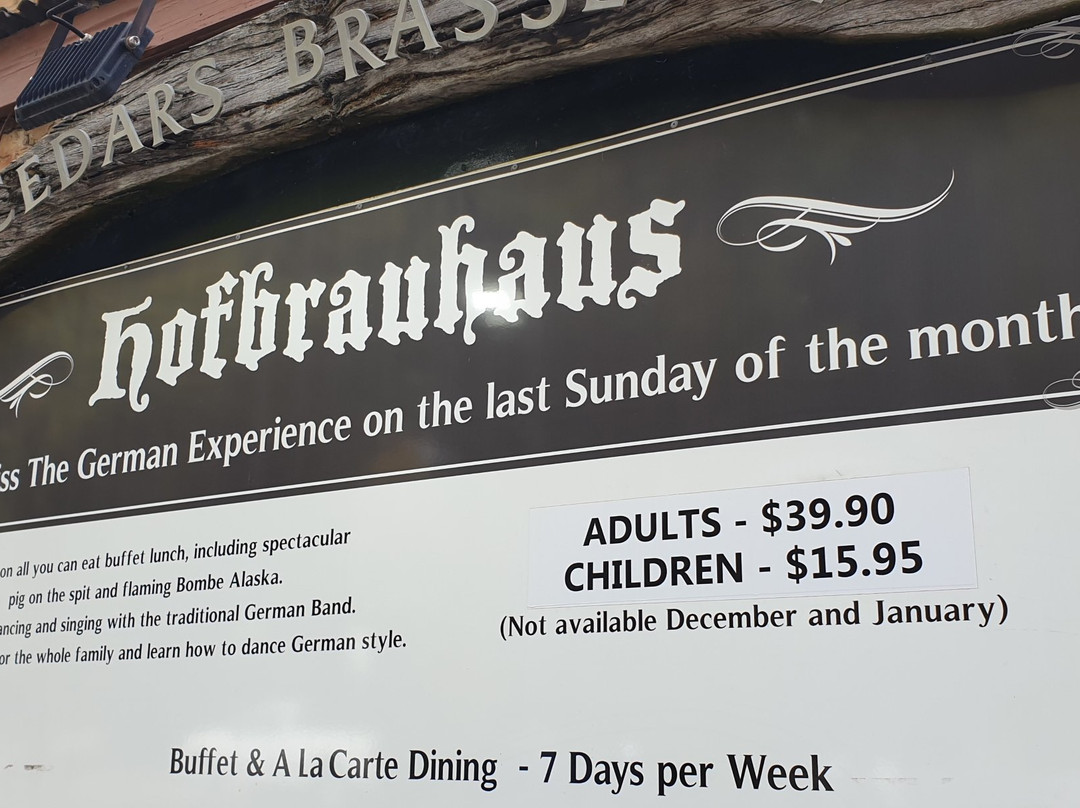 CEDARS BRASSE
Hofbrauhaus
The German Experience on the last Sunday of the month
on all you can eat buffet lunch, including spectacular
pig on the spit and flaming Bombe Alaska.
and singing with the traditional German Band.
the whole family and learn how to dance German style.
ADULTS - $39.90
CHILDREN - $15.95
(Not available December and January)
Buffet & A La Carte Dining - 7 Days per Week